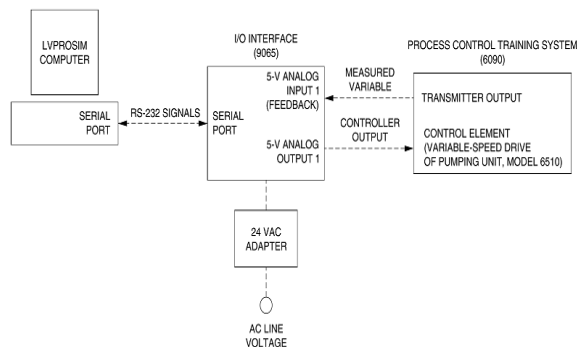 LVPROSIM
COMPUTER
SERIAL
PORT
RS-232 SIGNALS
I/O INTERFACE
(9065)
SERIAL
PORT
5-V ANALOG
INPUT 1
(FEEDBACK)
5-V ANALOG
OUTPUT 1
MEASURED
VARIABLE
CONTROLLER
OUTPUT
PROCESS CONTROL TRAINING SYSTEM
(6090)
TRANSMITTER OUTPUT
CONTROL ELEMENT
(VARIABLE-SPEED DRIVE
OF PUMPING UNIT, MODEL 6510)
24 VAC
ADAPTER
AC LINE
VOLTAGE